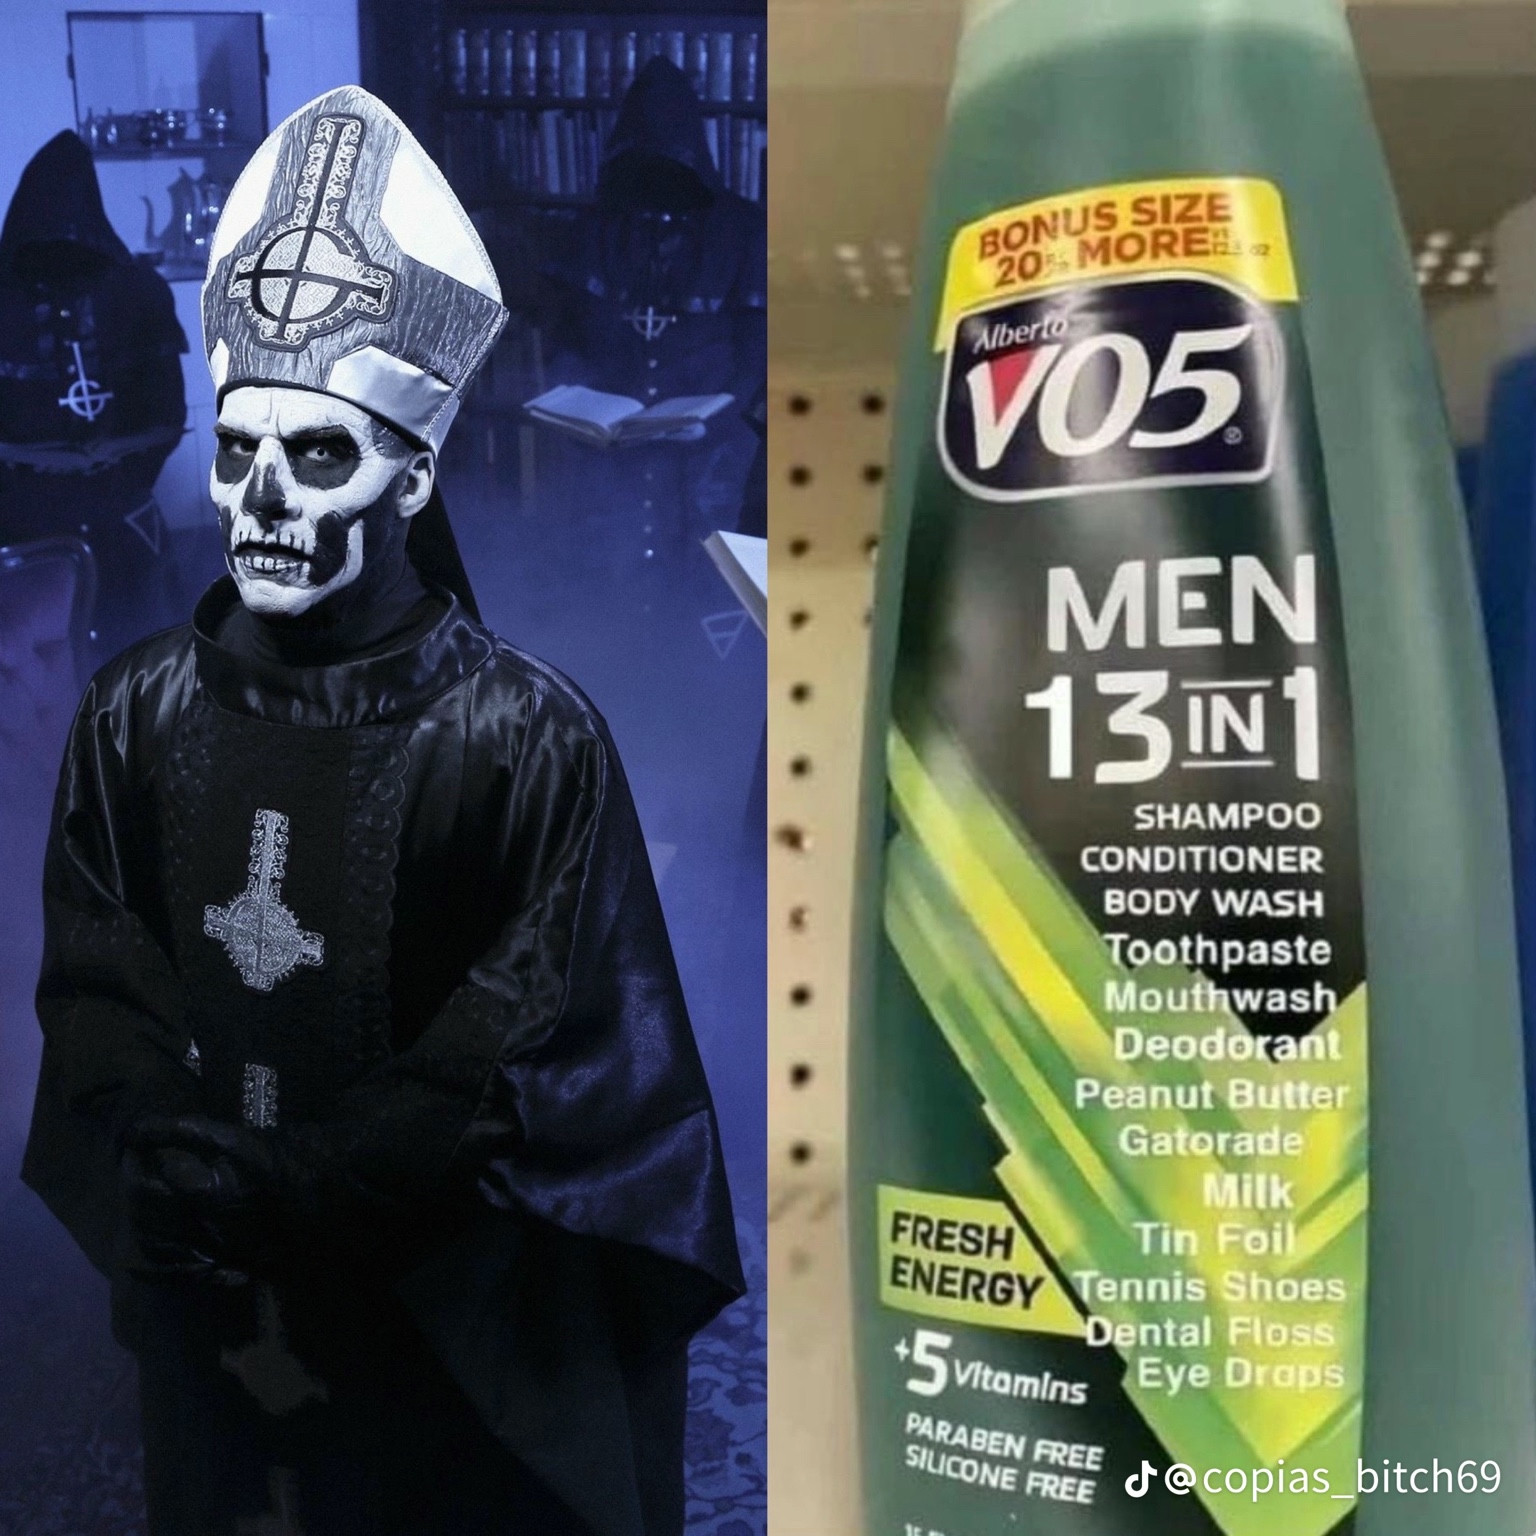 BONUS SIZE
20% MORE
Alberto
VO5®
MEN
13 IN 1
SHAMPOO
CONDITIONER
BODY WASH
Toothpaste
Mouthwash
Deodorant
Peanut Butter
Gatorade
Milk
Tin Foil
Tennis Shoes
Dental Floss
Eye Drops
FRESH
ENERGY
+5 Vitamins
PARABEN FREE
SILICONE FREE
@copias_bitch69